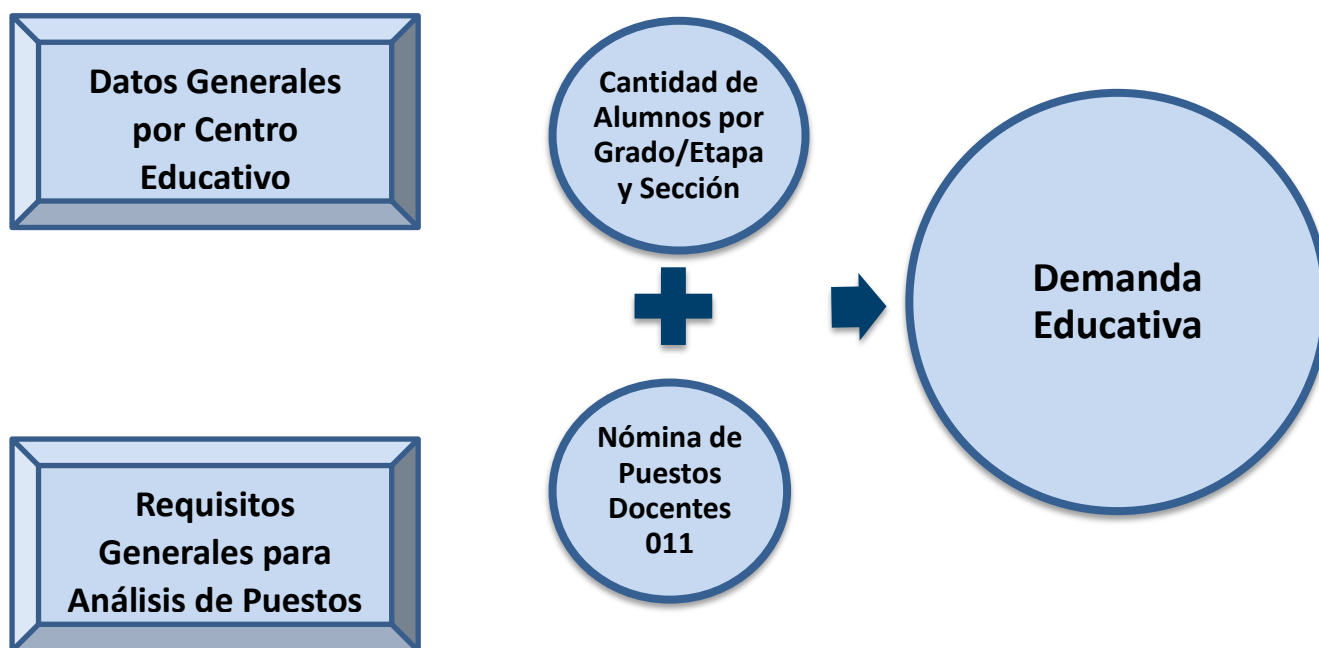 Datos Generales
por Centro
Educativo
Cantidad de
Alumnos por
Grado/Etapa
y Sección
Demanda
Educativa
Nómina de
Puestos
Docentes
011
Requisitos
Generales para
Análisis de Puestos